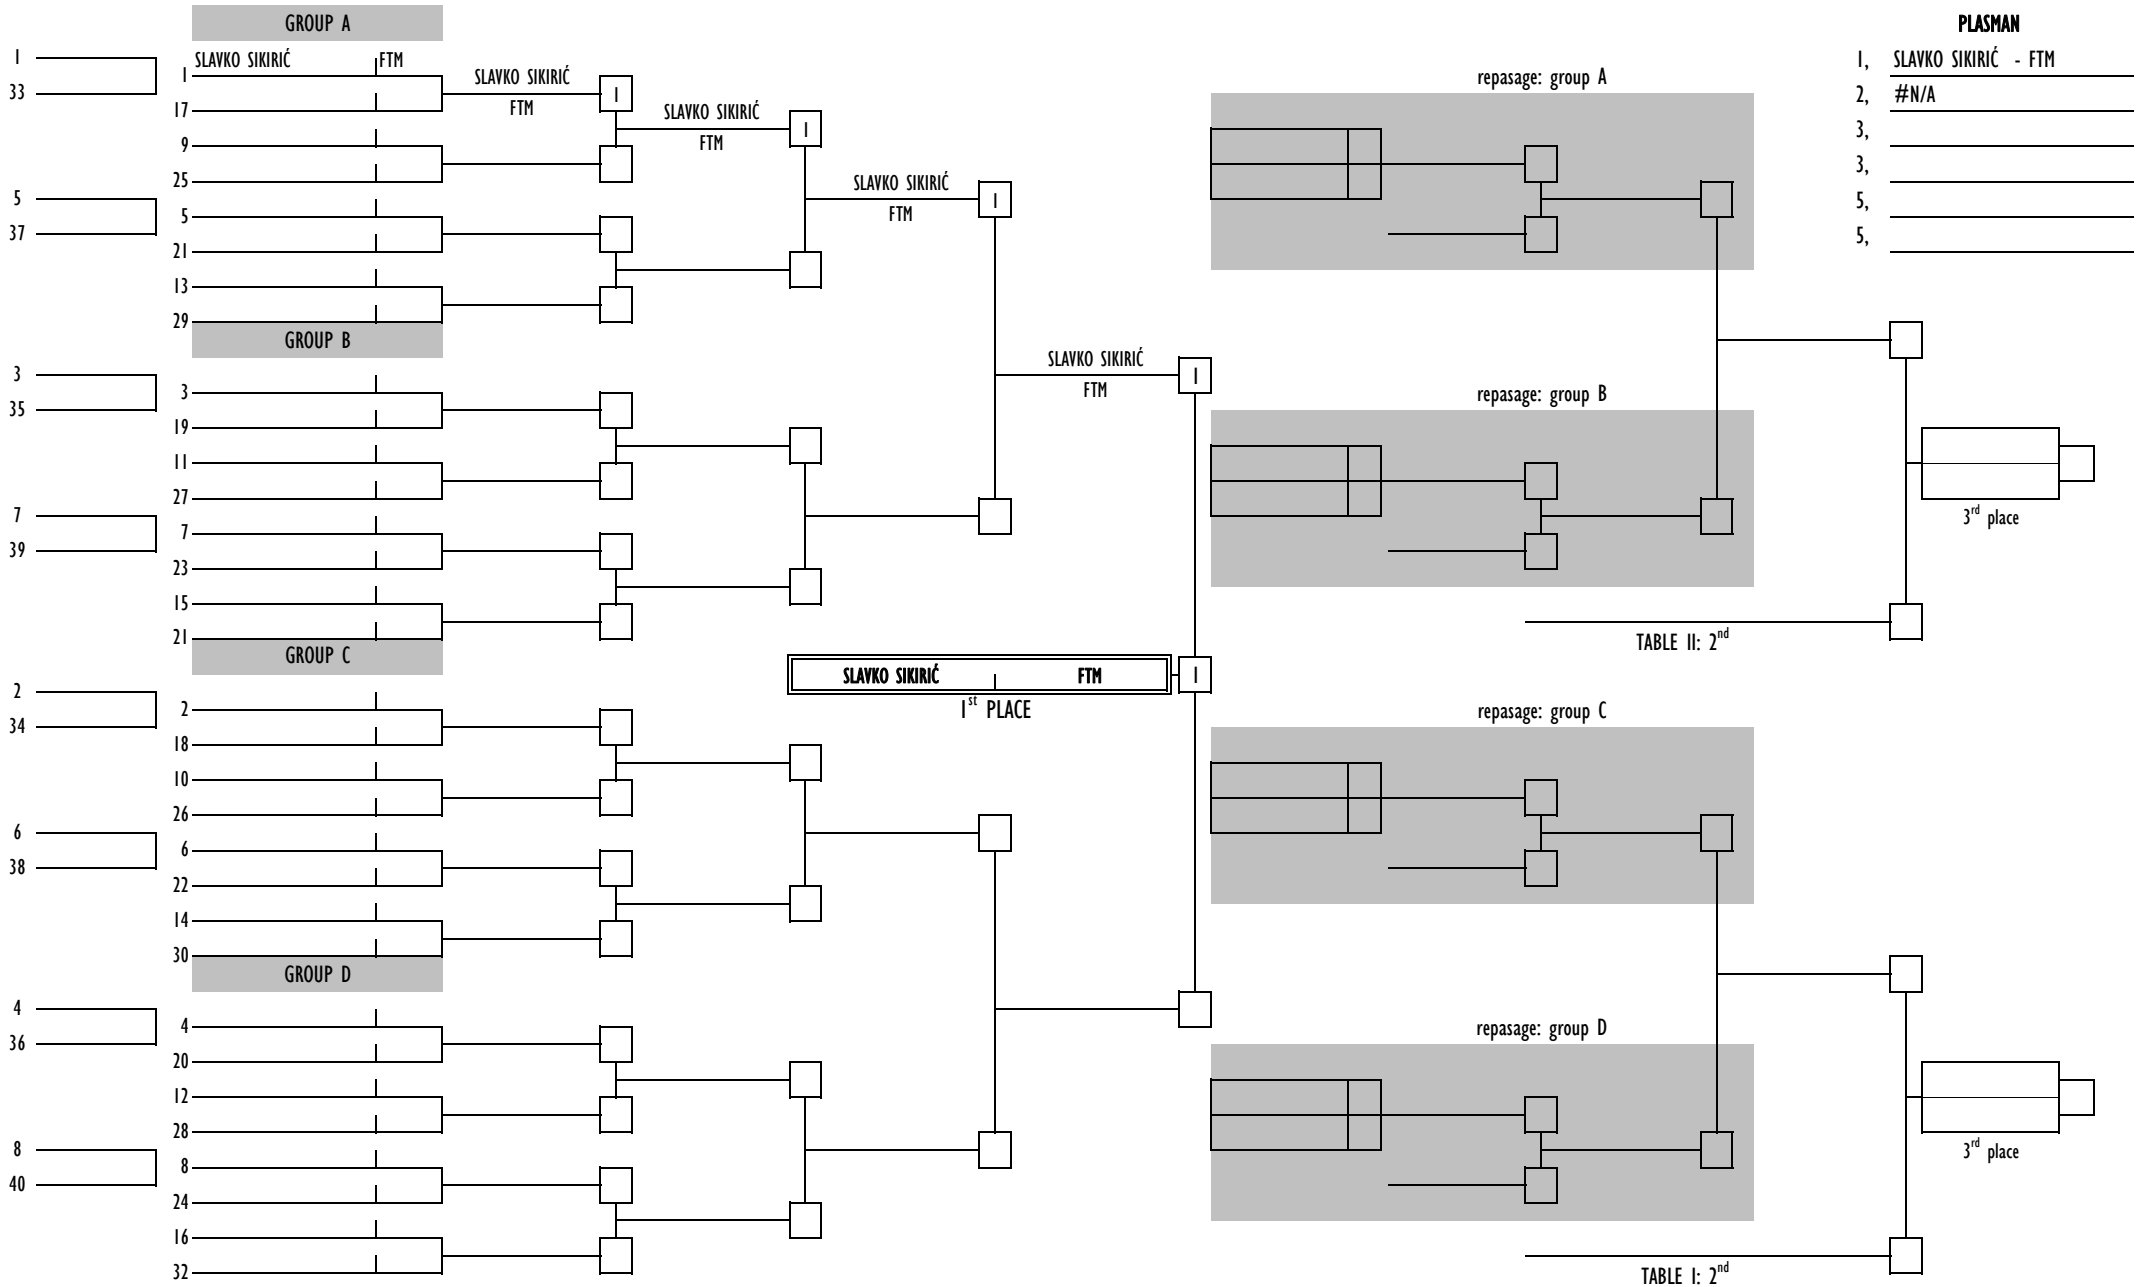 GROUP A
1
33
5
37
1 SLAVKO SIKIRIĆ FTM
17
9
25
5
21
13
29
GROUP B
3
35
7
39
3
19
11
27
7
23
15
21
GROUP C
2
34
6
38
2
18
10
26
6
22
14
30
GROUP D
4
36
8
40
4
20
12
28
8
24
16
32
SLAVKO SIKIRIĆ
FTM
1
SLAVKO SIKIRIĆ
FTM
1
SLAVKO SIKIRIĆ
FTM
1
SLAVKO SIKIRIĆ
FTM
1
SLAVKO SIKIRIĆ FTM
1
1st PLACE
repasage: group A
repasage: group B
TABLE II: 2nd
3rd place
repasage: group C
repasage: group D
TABLE I: 2nd
3rd place
PLASMAN
1, SLAVKO SIKIRIĆ - FTM
2, #N/A
3,
3,
5,
5,